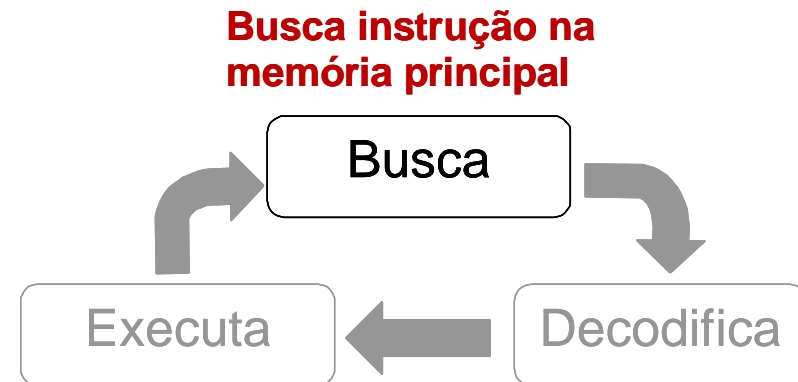 Busca instrução na
memória principal
Busca
Executa
Decodifica